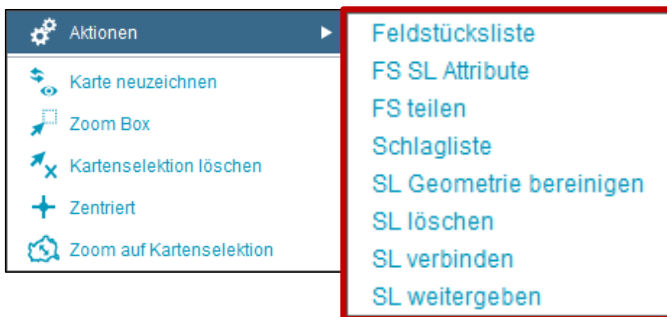 Aktionen
Karte neuzeichnen
Zoom Box
Kartenselektion löschen
Zentriert
Zoom auf Kartenselektion
Feldstücksliste
FS SL Attribute
FS teilen
Schlagliste
SL Geometrie bereinigen
SL löschen
SL verbinden
SL weitergeben